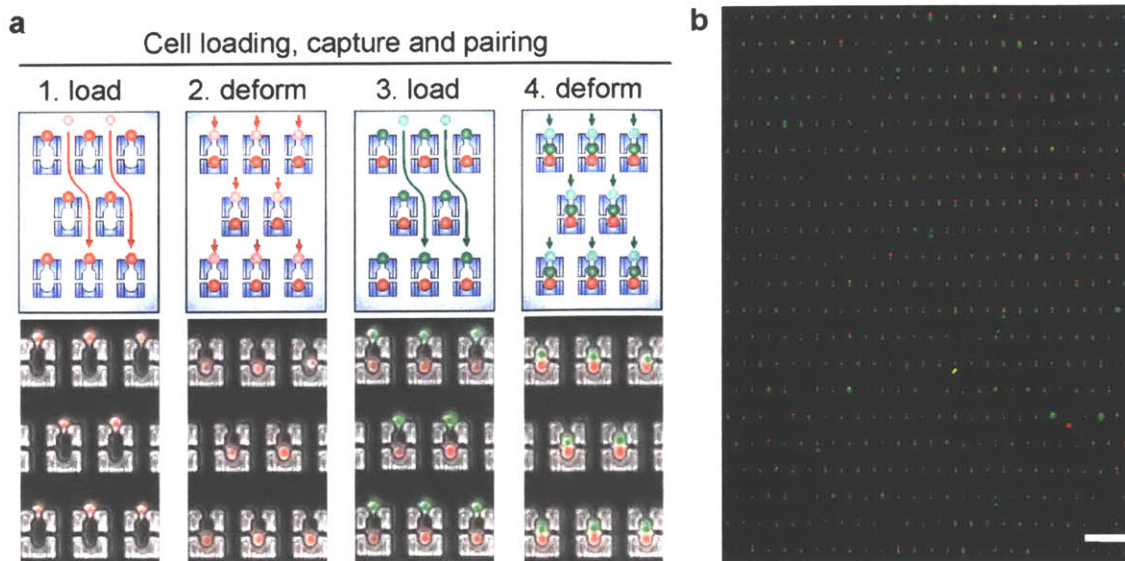 a
Cell loading, capture and pairing
1. load
2. deform
3. load
4. deform
b